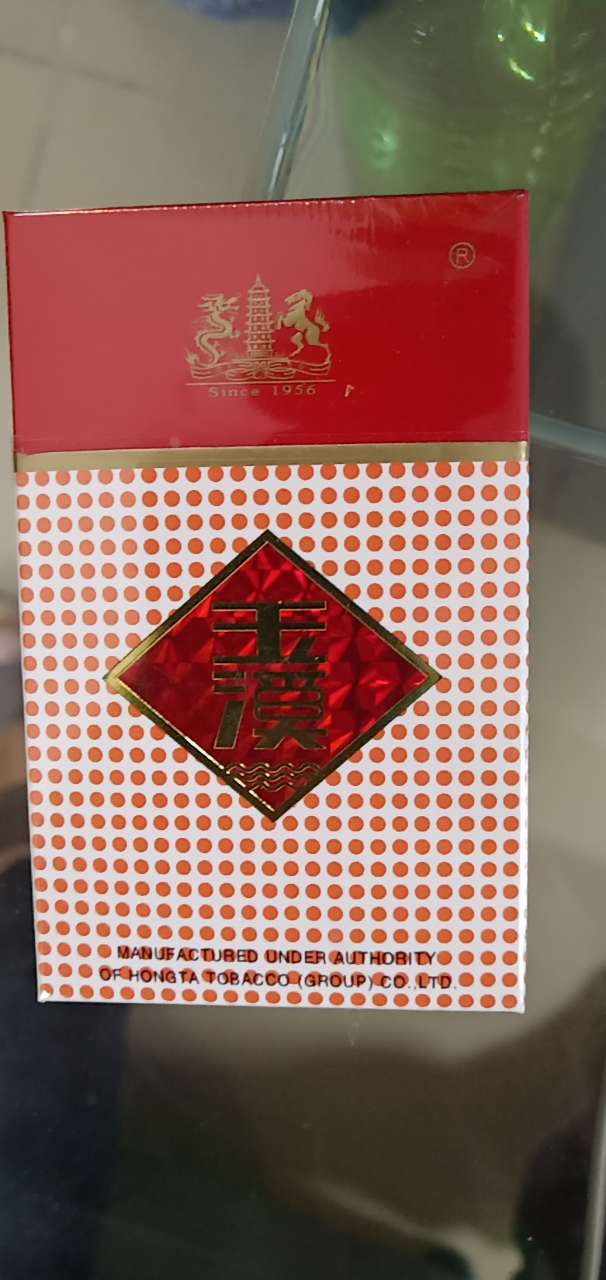 ®
Since 1956
玉
溪
MANUFACTURED UNDER AUTHORITY
OF HONGTA TOBACCO (GROUP) CO.,LTD.